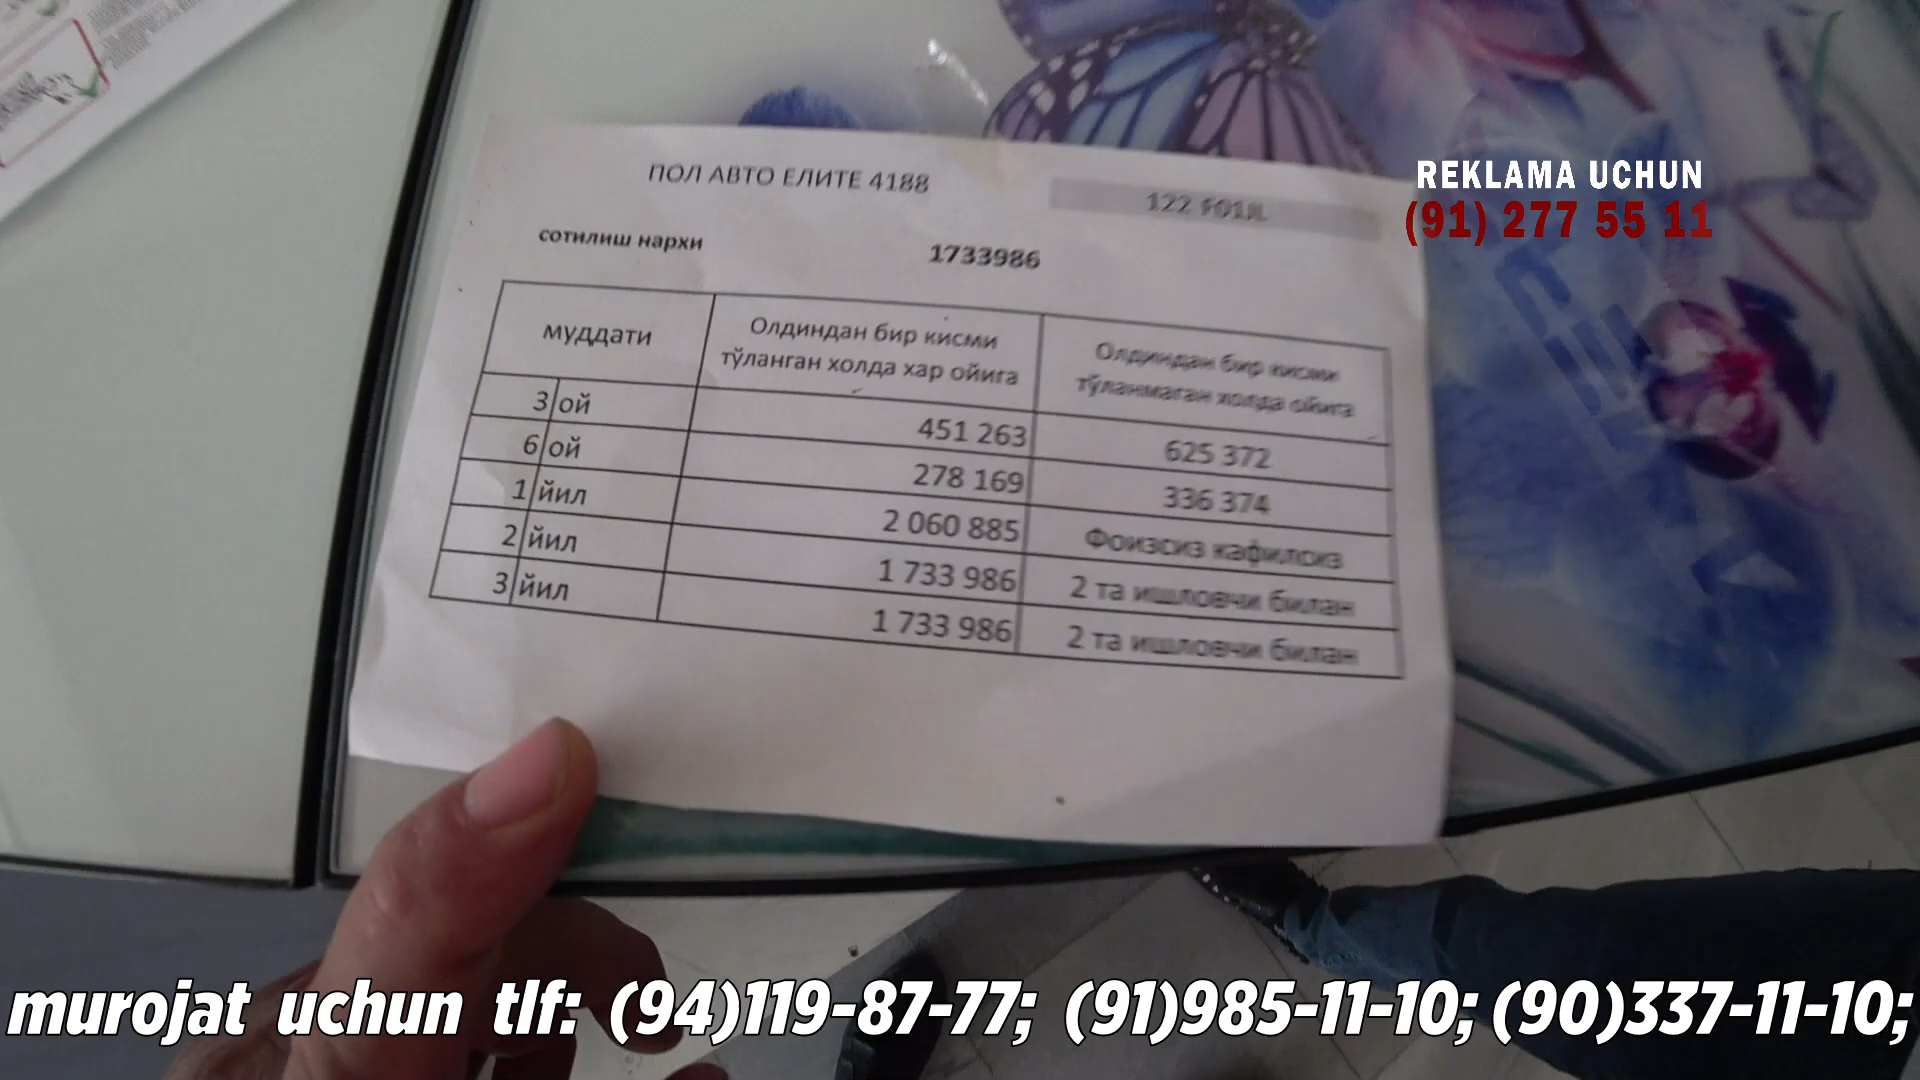 ПОЛ АВТО ЕЛИТЕ 4188
122
REKLAMA UCHUN
(91) 277 55 11
сотилиш нархи 1733986
муддати
Олдиндан бир кисми
тўланган холда хар ойига
Олдиндан бир кисми
тўланмаган холда ойига
3 ой 451 263 625 372
6 ой 278 169 336 374
1 йил 2 060 885 Фоизсиз кафилсиз
2 йил 1 733 986 2 та ишловчи билан
3 йил 1 733 986 2 та ишловчи билан
murojat uchun tlf: (94)119-87-77; (91)985-11-10; (90)337-11-10;